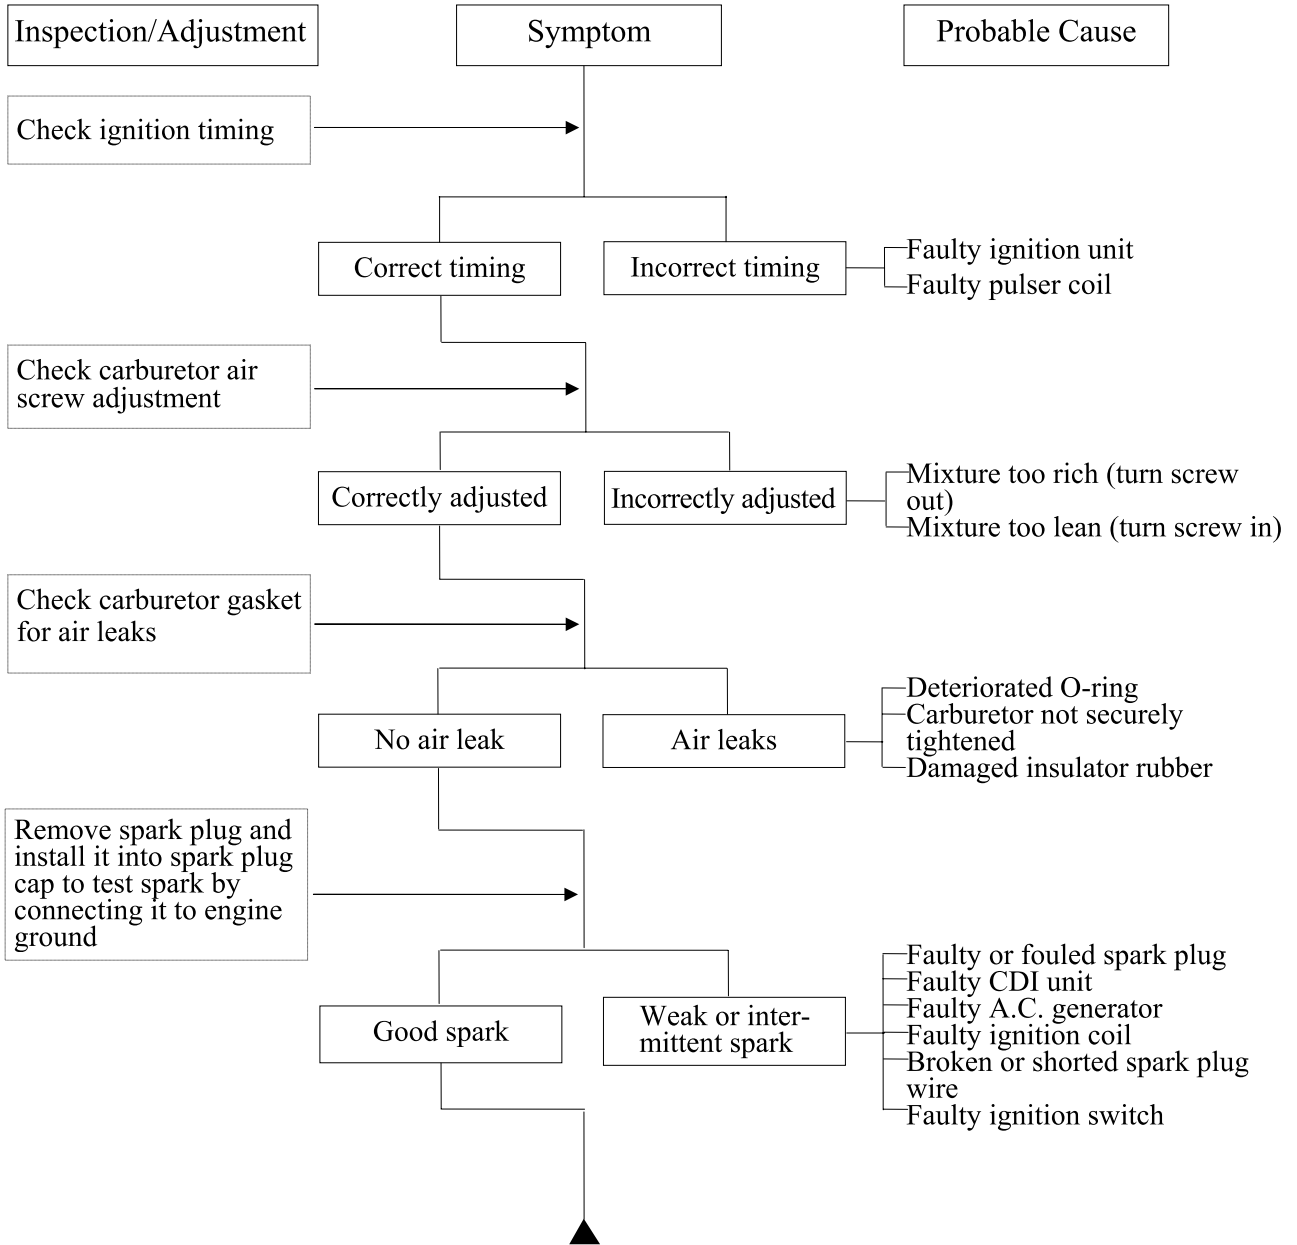 Inspection/Adjustment
Symptom
Probable Cause
Check ignition timing
Correct timing
Incorrect timing
Faulty ignition unit
Faulty pulser coil
Check carburetor air
screw adjustment
Correctly adjusted
Incorrectly adjusted
Mixture too rich (turn screw
out)
Mixture too lean (turn screw in)
Check carburetor gasket
for air leaks
No air leak
Air leaks
Deteriorated O-ring
Carburetor not securely
tightened
Damaged insulator rubber
Remove spark plug and
install it into spark plug
cap to test spark by
connecting it to engine
ground
Good spark
Weak or inter-
mittent spark
Faulty or fouled spark plug
Faulty CDI unit
Faulty A.C. generator
Faulty ignition coil
Broken or shorted spark plug
wire
Faulty ignition switch